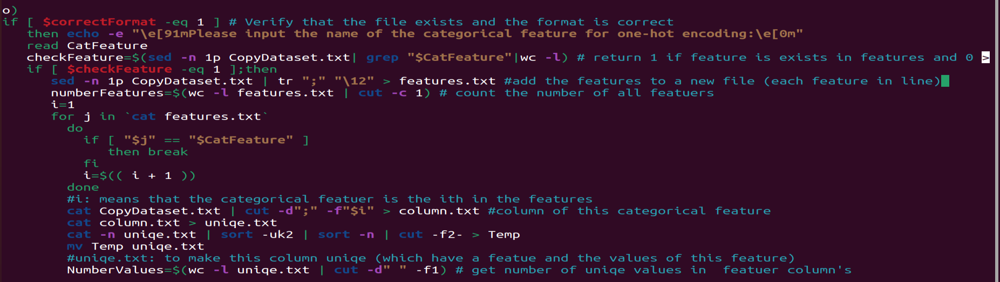 o)
if [ $correctFormat -eq 1 ] # Verify that the file exists and the format is correct
then echo -e "\e[91mPlease input the name of the categorical feature for one-hot encoding:\e[0m"
read CatFeature
checkFeature=$(sed -n 1p CopyDataset.txt| grep "$CatFeature"|wc -l) # return 1 if feature is exists in features and 0 >
if [ $checkFeature -eq 1 ];then
sed -n 1p CopyDataset.txt | tr ";" "\12" > features.txt #add the features to a new file (each feature in line)
numberFeatures=$(wc -l features.txt | cut -c 1) # count the number of all featuers
i=1
for j in `cat features.txt`
do
if [ "$j" == "$CatFeature" ]
then break
fi
i=$(( i + 1 ))
done
#i: means that the categorical featuer is the ith in the features
cat CopyDataset.txt | cut -d";" -f"$i" > column.txt #column of this categorical feature
cat column.txt > uniqe.txt
cat -n uniqe.txt | sort -uk2 | sort -n | cut -f2- > Temp
mv Temp uniqe.txt
#uniqe.txt: to make this column uniqe (which have a featue and the values of this feature)
NumberValues=$(wc -l uniqe.txt | cut -d" " -f1) # get number of uniqe values in  featuer column's